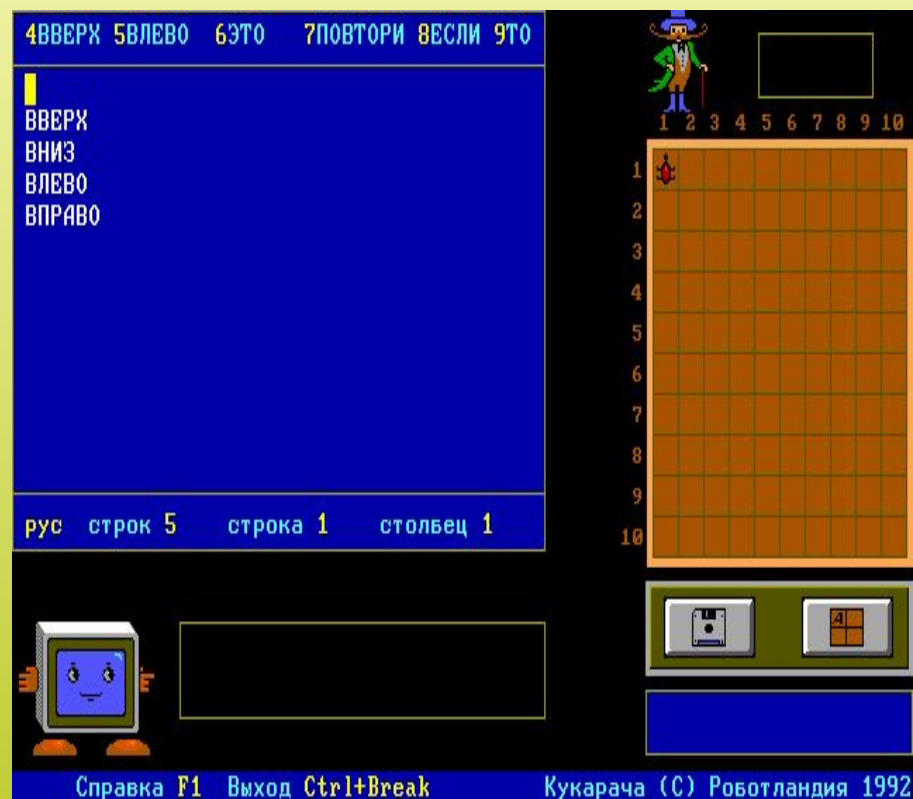 4ВВЕРХ 5ВЛЕВО 6ЭТО 7ПОВТОРИ 8ЕСЛИ 9ТО
ВВЕРХ
ВНИЗ
ВЛЕВО
ВПРАВО
рус строк 5 строка 1 столбец 1
1 2 3 4 5 6 7 8 9 10
1
2
3
4
5
6
7
8
9
10
А
Справка F1 Выход Ctrl+Break Кукарача (C) Роботландия 1992